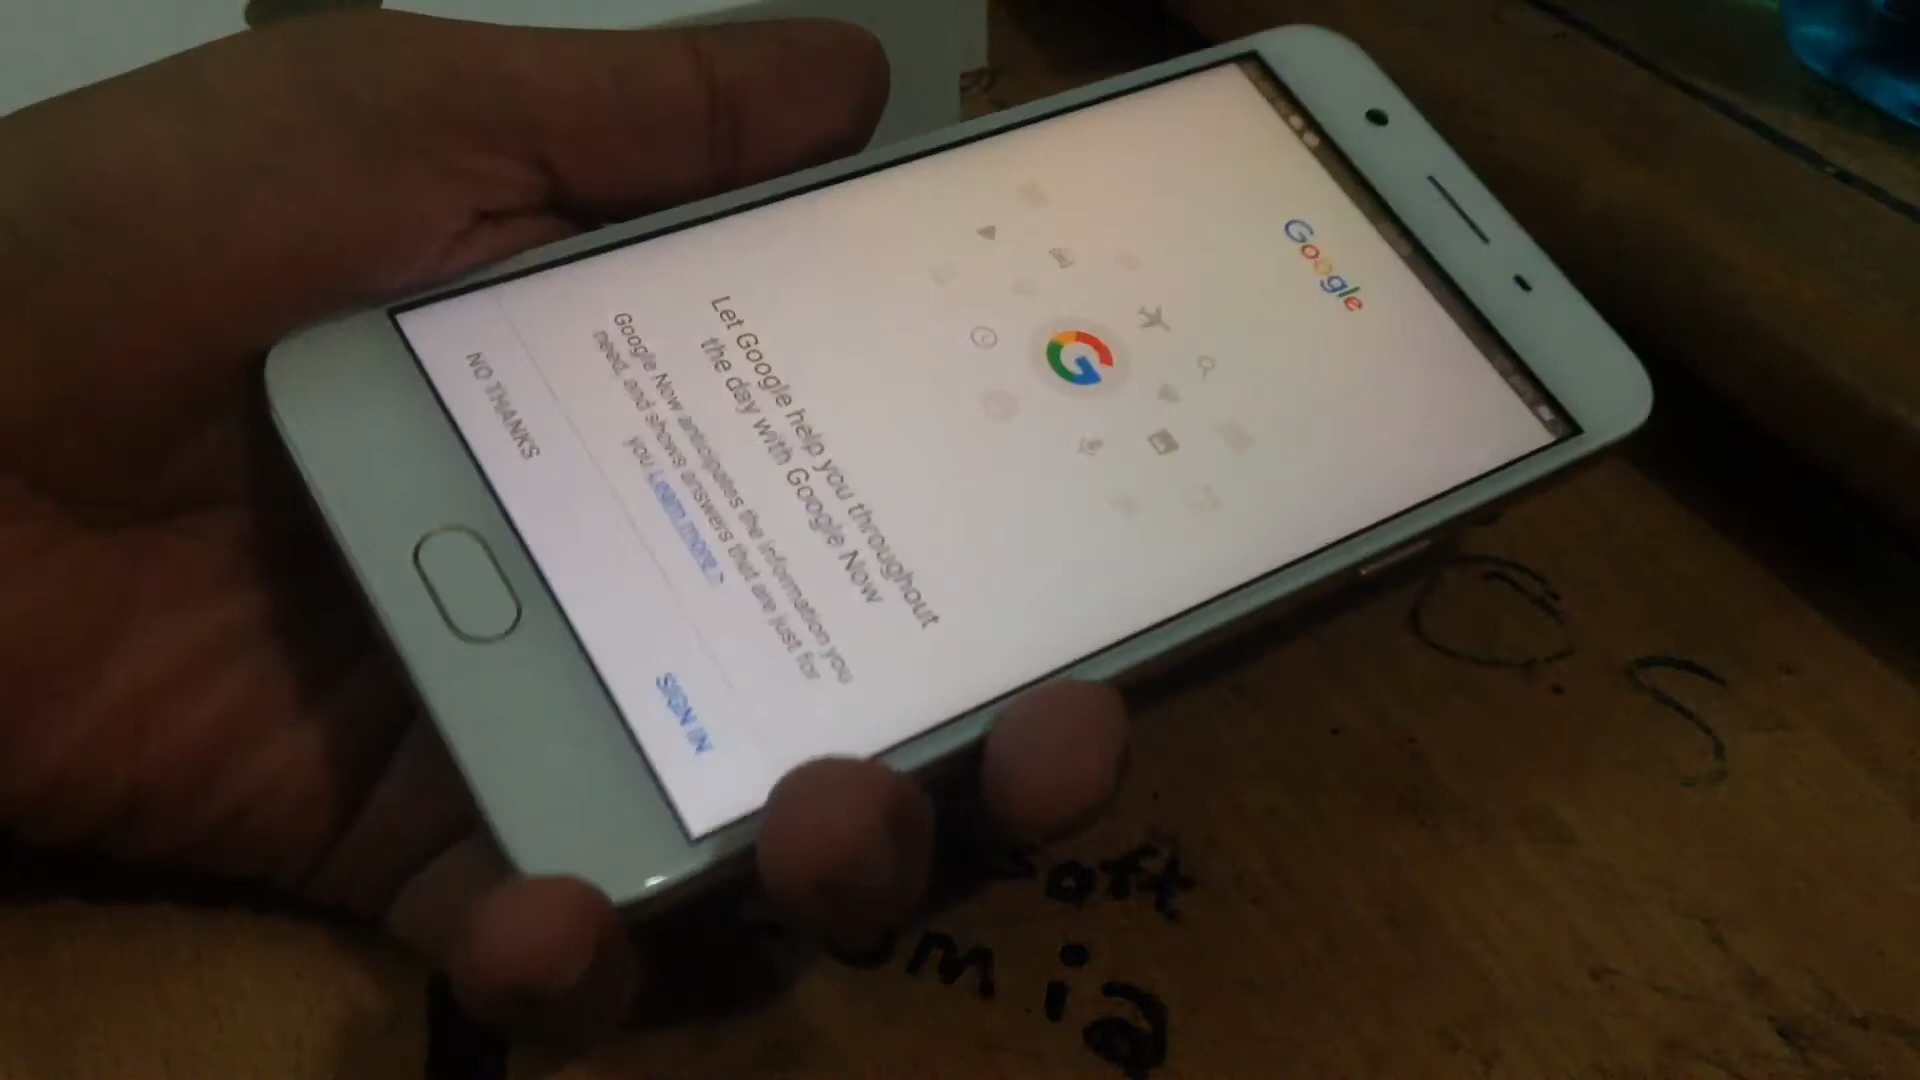 Google
Let Google help you throughout
the day with Google Now
Google Now anticipates the information you
need, and shows answers that are just for
you Learn more >
NO THANKS
SIGN IN